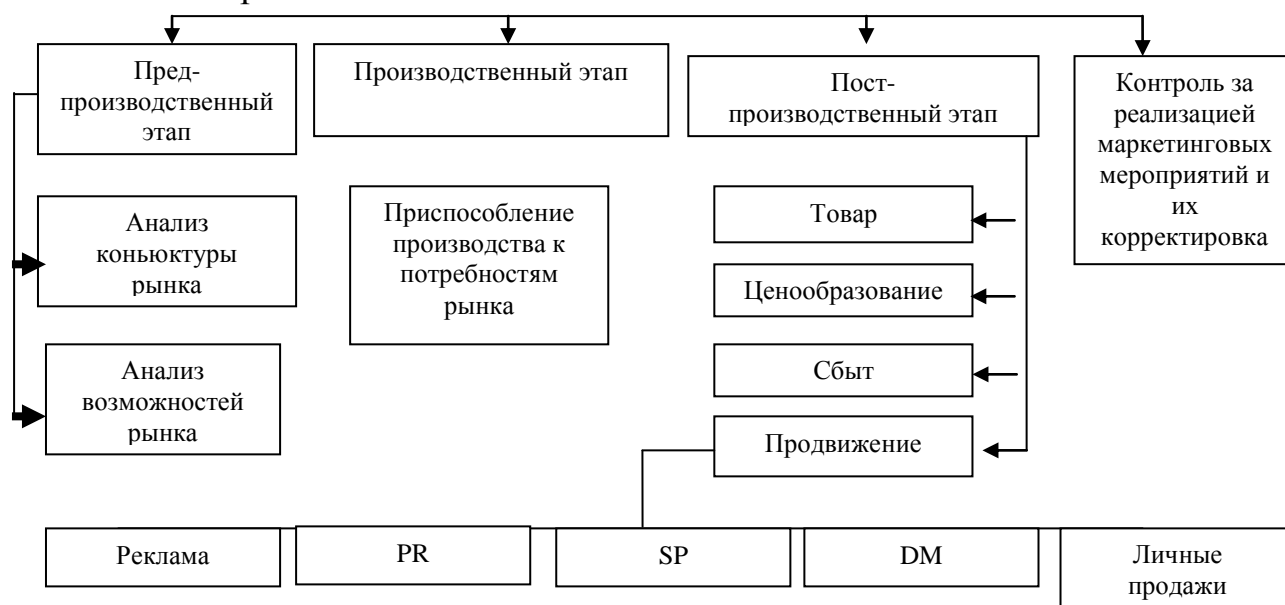 Пред-
производственный
этап
Производственный этап
Пост-
производственный этап
Контроль за
реализацией
маркетинговых
мероприятий и
их
корректировка
Анализ
коньюктуры
рынка
Приспособление
производства к
потребностям
рынка
Товар
Ценообразование
Сбыт
Анализ
возможностей
рынка
Продвижение
Реклама
PR
SP
DM
Личные
продажи